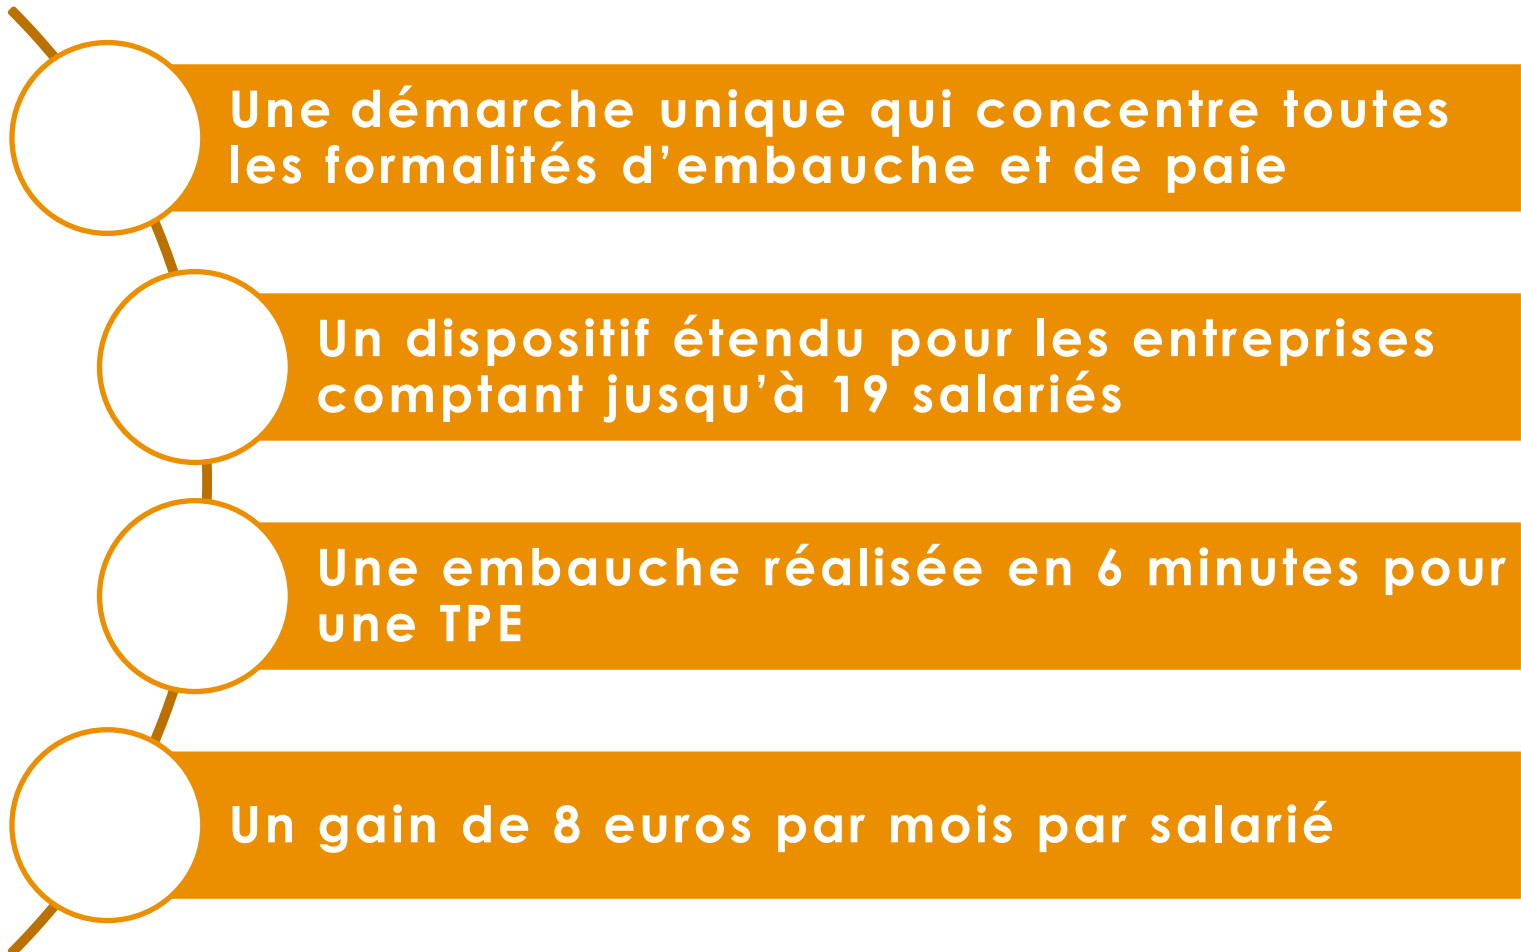 Une démarche unique qui concentre toutes
les formalités d’embauche et de paie
Un dispositif étendu pour les entreprises
comptant jusqu’à 19 salariés
Une embauche réalisée en 6 minutes pour
une TPE
Un gain de 8 euros par mois par salarié